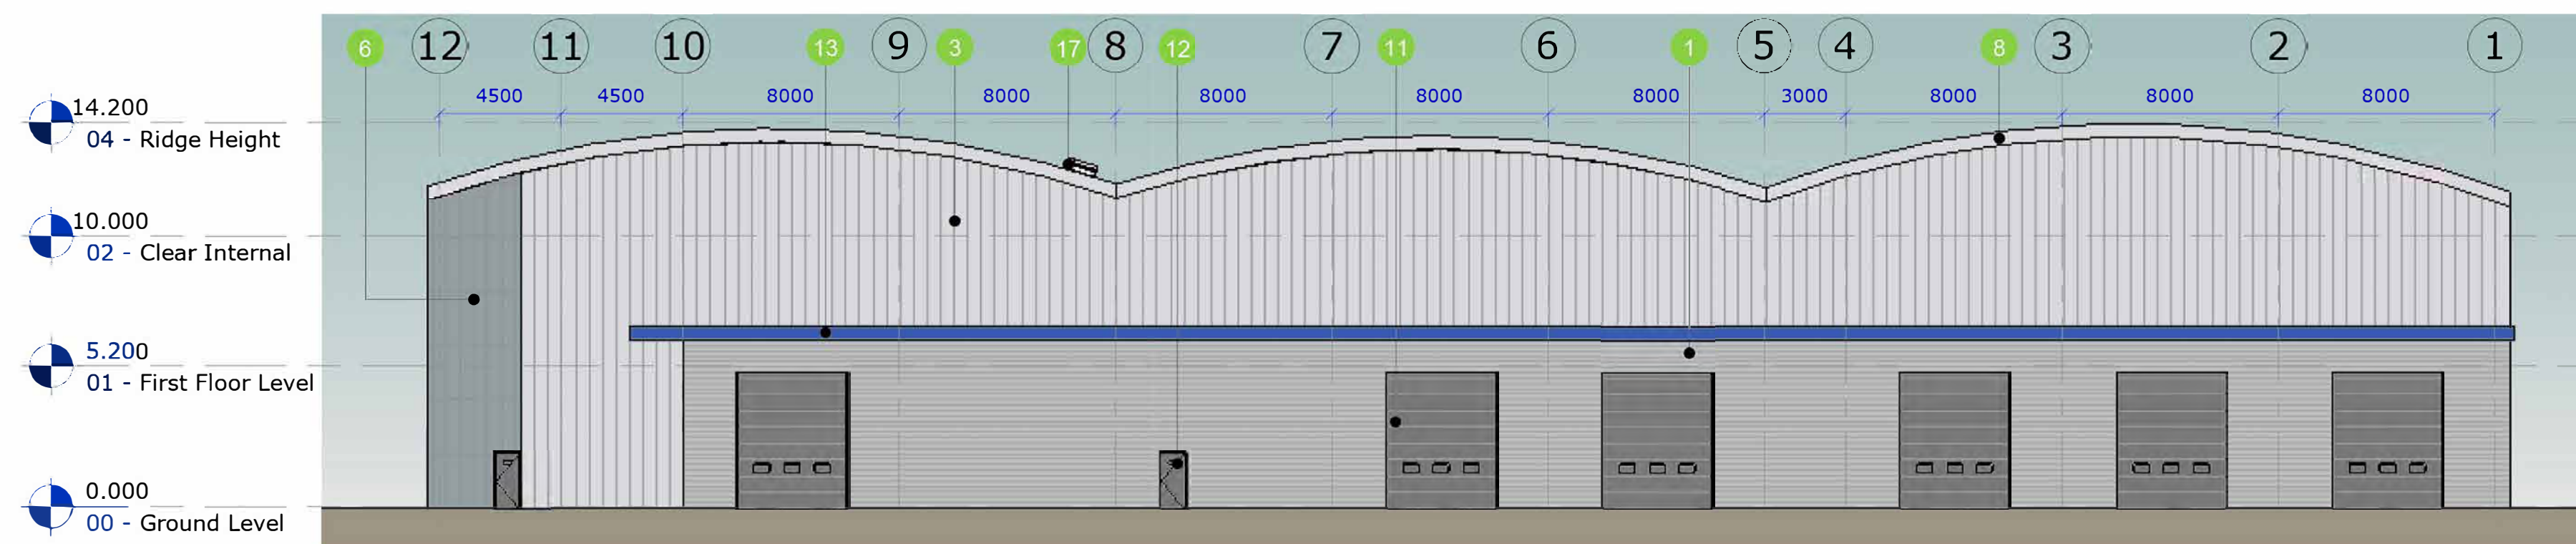 6 12 11 10 13 9 3 17 8 12 7 11 6 1 5 4 8 3 2 1
4500 4500 8000 8000 8000 8000 8000 3000 8000 8000 8000
14.200
04 - Ridge Height
10.000
02 - Clear Internal
5.200
01 - First Floor Level
0.000
00 - Ground Level